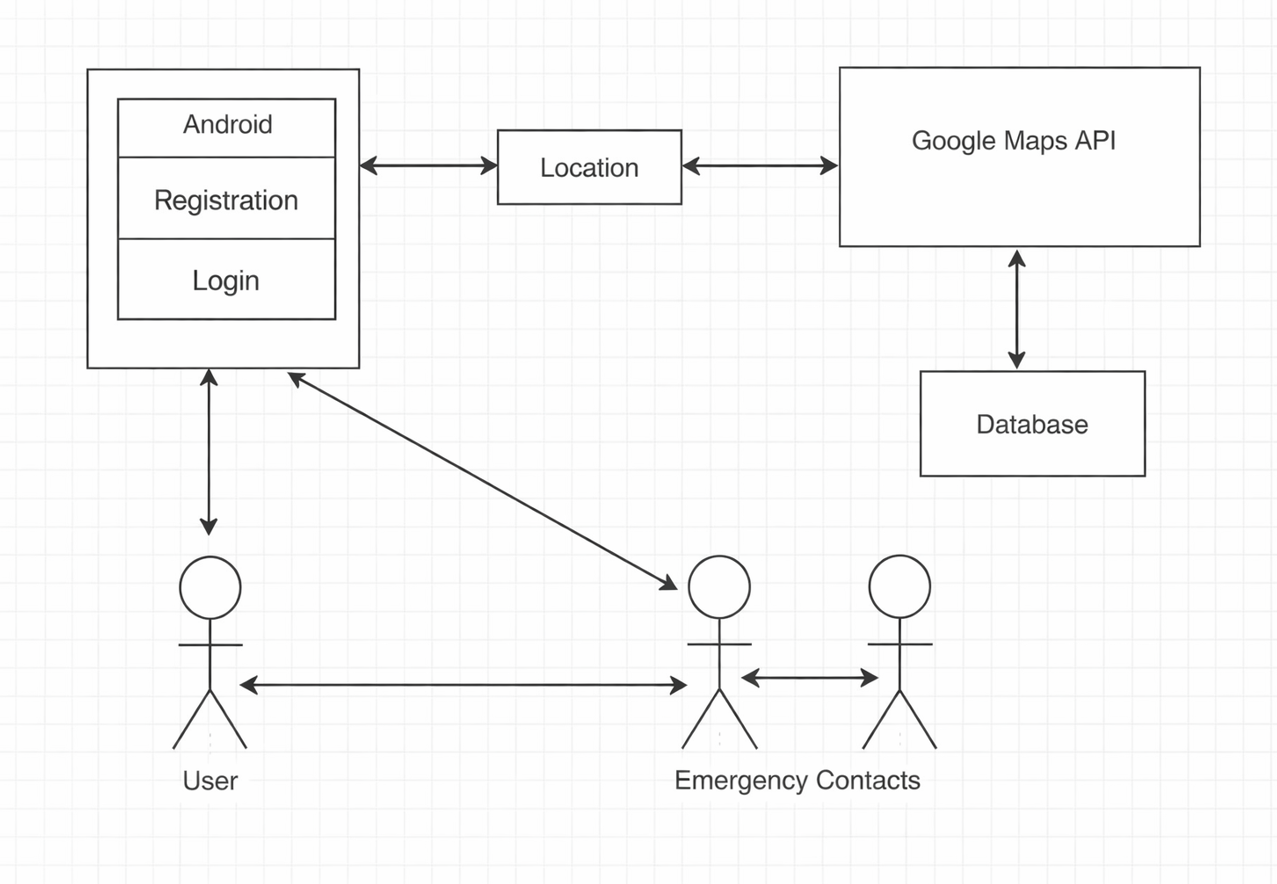 Android
Registration
Login
Location
Google Maps API
Database
User
Emergency Contacts